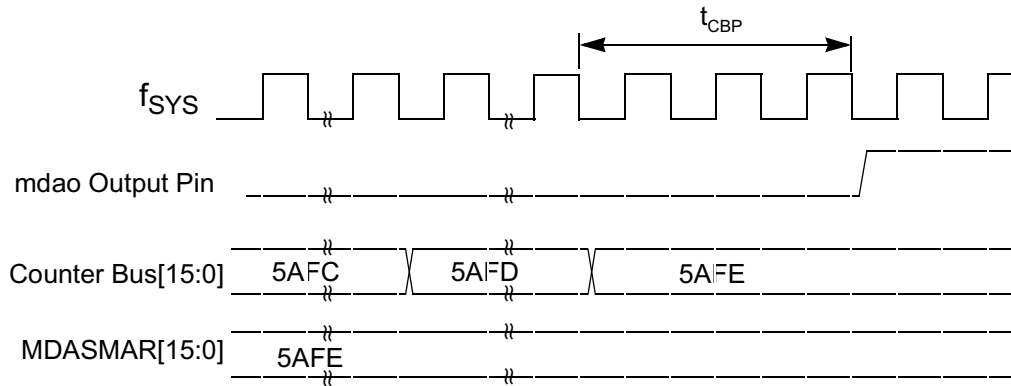 tCBP
fSYS
mdao Output Pin
Counter Bus[15:0] 5AFC 5AFD 5AFE
MDASMAR[15:0] 5AFE